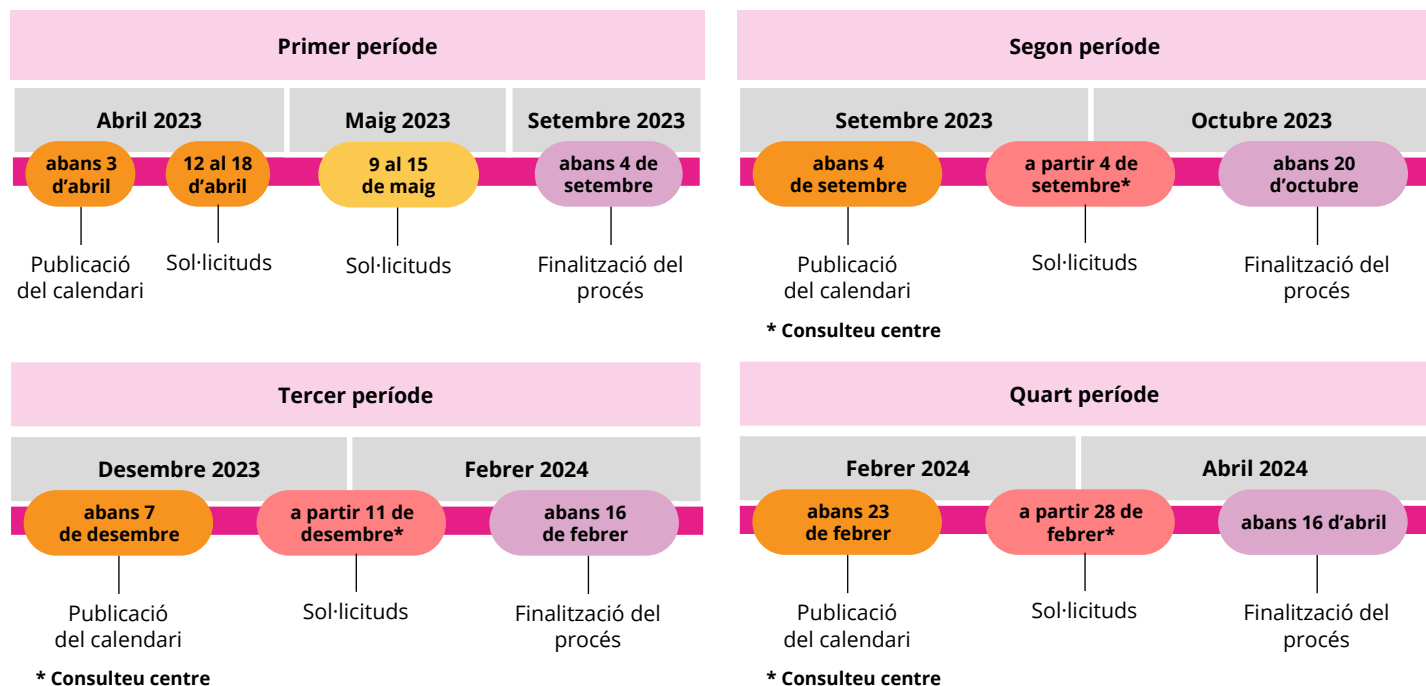 Primer període
Abril 2023
Maig 2023
Setembre 2023
abans 3
d’abril
12 al 18
d’abril
9 al 15
de maig
abans 4 de
setembre
Publicació
del calendari
Sol·licituds
Sol·licituds
Finalització del
procés
Segon període
Setembre 2023
Octubre 2023
abans 4
de setembre
a partir 4 de
setembre*
abans 20
d’octubre
Publicació
del calendari
Sol·licituds
Finalització del
procés
* Consulteu centre
Tercer període
Desembre 2023
Febrer 2024
abans 7
de desembre
a partir 11 de
desembre*
abans 16
de febrer
Publicació
del calendari
Sol·licituds
Finalització del
procés
* Consulteu centre
Quart període
Febrer 2024
Abril 2024
abans 23
de febrer
a partir 28 de
febrer*
abans 16 d’abril
Publicació
del calendari
Sol·licituds
Finalització del
procés
* Consulteu centre